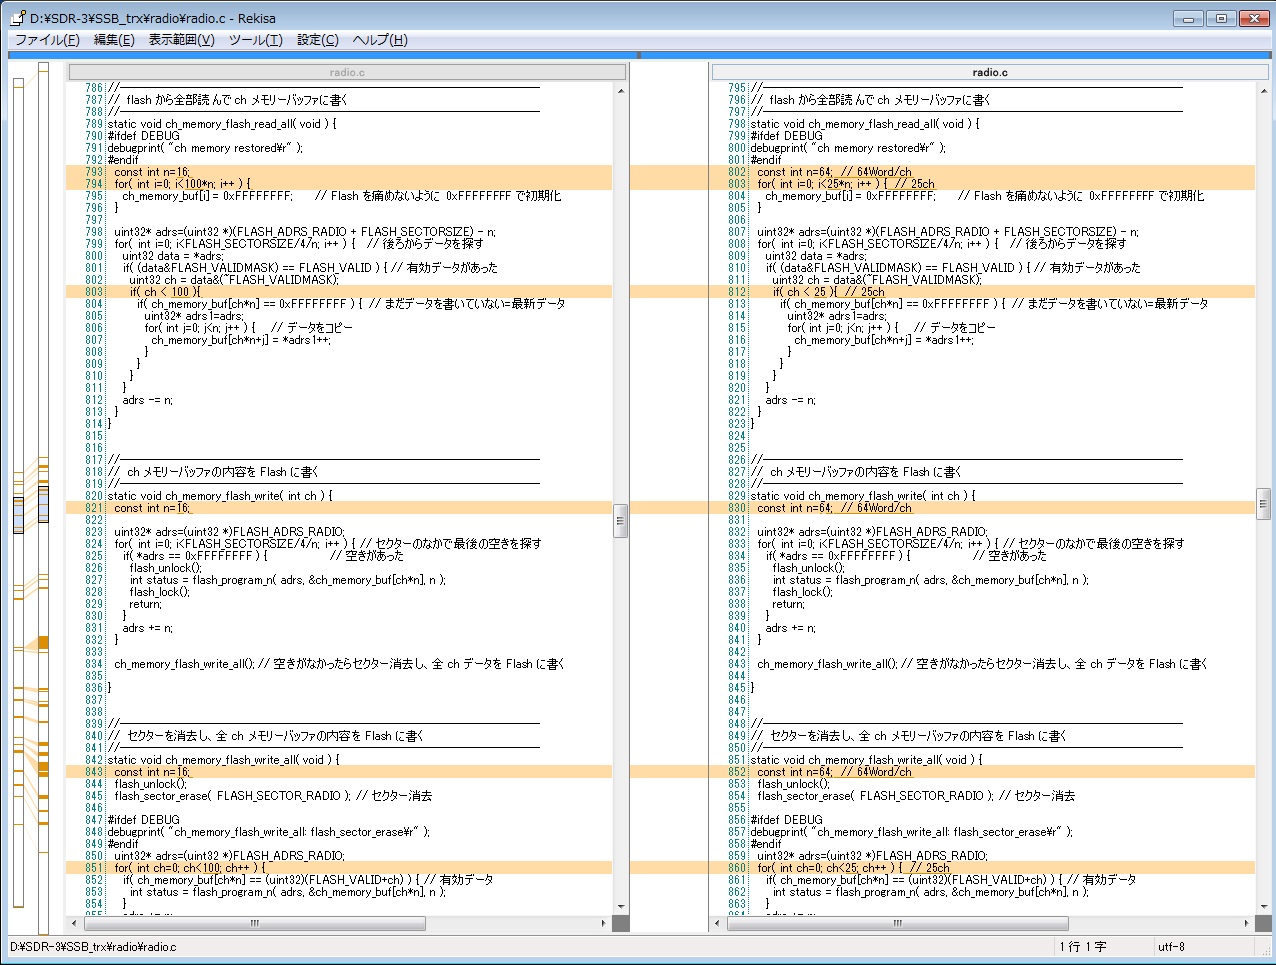 D:¥SDR-3¥SSB_trx¥radio¥radio.c - Rekisa
ファイル(F) 編集(E) 表示範囲(V) ツール(T) 設定(C) ヘルプ(H)
radio.c
786 //
787 // flash から全部読んで ch メモリーバッファに書く
788 //
789 static void ch_memory_flash_read_all( void ) {
790 #ifdef DEBUG
791 debugprint( "ch memory restored¥r" );
792 #endif
793 const int n=16;
794 for( int i=0; i<100*n; i++ ) {
795 ch_memory_buf[i] = 0xFFFFFFFF; // Flash を痛めないように 0xFFFFFFFF で初期化
796 }
797
798 uint32* adrs=(uint32 *)(FLASH_ADRS_RADIO + FLASH_SECTORSIZE) - n;
799 for( int i=0; i<FLASH_SECTORSIZE/4/n; i++ ) { // 後ろからデータを探す
800 uint32 data = *adrs;
801 if( (data&FLASH_VALIDMASK) == FLASH_VALID ) { // 有効データがあった
802 uint32 ch = data&(~FLASH_VALIDMASK);
803 if( ch < 100 ){
804 if( ch_memory_buf[ch*n] == 0xFFFFFFFF ) { // まだデータを書いていない=最新データ
805 uint32* adrs1=adrs;
806 for( int j=0; j<n; j++ ) { // データをコピー
807 ch_memory_buf[ch*n+j] = *adrs1++;
808 }
809 }
810 }
811 }
812 adrs -= n;
813 }
814 }
815
816
817 //
818 // ch メモリーバッファの内容を Flash に書く
819 //
820 static void ch_memory_flash_write( int ch ) {
821 const int n=16;
822
823 uint32* adrs=(uint32 *)FLASH_ADRS_RADIO;
824 for( int i=0; i<FLASH_SECTORSIZE/4/n; i++ ) { // セクターのなかで最後の空きを探す
825 if( *adrs == 0xFFFFFFFF ) { // 空きがあった
826 flash_unlock();
827 int status = flash_program_n( adrs, &ch_memory_buf[ch*n], n );
828 flash_lock();
829 return;
830 }
831 adrs += n;
832 }
833
834 ch_memory_flash_write_all(); // 空きがなかったらセクター消去し、全 ch データを Flash に書く
835
836 }
837
838
839 //
840 // セクターを消去し、全 ch メモリーバッファの内容を Flash に書く
841 //
842 static void ch_memory_flash_write_all( void ) {
843 const int n=16;
844 flash_unlock();
845 flash_sector_erase( FLASH_SECTOR_RADIO ); // セクター消去
846
847 #ifdef DEBUG
848 debugprint( "ch_memory_flash_write_all: flash_sector_erase¥r" );
849 #endif
850 uint32* adrs=(uint32 *)FLASH_ADRS_RADIO;
851 for( int ch=0; ch<100; ch++ ) {
852 if( ch_memory_buf[ch*n] == (uint32)(FLASH_VALID+ch) ) { // 有効データ
853 int status = flash_program_n( adrs, &ch_memory_buf[ch*n], n );
854 }
radio.c
795 //
796 // flash から全部読んで ch メモリーバッファに書く
797 //
798 static void ch_memory_flash_read_all( void ) {
799 #ifdef DEBUG
800 debugprint( "ch memory restored¥r" );
801 #endif
802 const int n=64; // 64Word/ch
803 for( int i=0; i<25*n; i++ ) { // 25ch
804 ch_memory_buf[i] = 0xFFFFFFFF; // Flash を痛めないように 0xFFFFFFFF で初期化
805 }
806
807 uint32* adrs=(uint32 *)(FLASH_ADRS_RADIO + FLASH_SECTORSIZE) - n;
808 for( int i=0; i<FLASH_SECTORSIZE/4/n; i++ ) { // 後ろからデータを探す
809 uint32 data = *adrs;
810 if( (data&FLASH_VALIDMASK) == FLASH_VALID ) { // 有効データがあった
811 uint32 ch = data&(~FLASH_VALIDMASK);
812 if( ch < 25 ){ // 25ch
813 if( ch_memory_buf[ch*n] == 0xFFFFFFFF ) { // まだデータを書いていない=最新データ
814 uint32* adrs1=adrs;
815 for( int j=0; j<n; j++ ) { // データをコピー
816 ch_memory_buf[ch*n+j] = *adrs1++;
817 }
818 }
819 }
820 }
821 adrs -= n;
822 }
823 }
824
825
826 //
827 // ch メモリーバッファの内容を Flash に書く
828 //
829 static void ch_memory_flash_write( int ch ) {
830 const int n=64; // 64Word/ch
831
832 uint32* adrs=(uint32 *)FLASH_ADRS_RADIO;
833 for( int i=0; i<FLASH_SECTORSIZE/4/n; i++ ) { // セクターのなかで最後の空きを探す
834 if( *adrs == 0xFFFFFFFF ) { // 空きがあった
835 flash_unlock();
836 int status = flash_program_n( adrs, &ch_memory_buf[ch*n], n );
837 flash_lock();
838 return;
839 }
840 adrs += n;
841 }
842
843 ch_memory_flash_write_all(); // 空きがなかったらセクター消去し、全 ch データを Flash に書く
844
845 }
846
847
848 //
849 // セクターを消去し、全 ch メモリーバッファの内容を Flash に書く
850 //
851 static void ch_memory_flash_write_all( void ) {
852 const int n=64; // 64Word/ch
853 flash_unlock();
854 flash_sector_erase( FLASH_SECTOR_RADIO ); // セクター消去
855
856 #ifdef DEBUG
857 debugprint( "ch_memory_flash_write_all: flash_sector_erase¥r" );
858 #endif
859 uint32* adrs=(uint32 *)FLASH_ADRS_RADIO;
860 for( int ch=0; ch<25; ch++ ) { // 25ch
861 if( ch_memory_buf[ch*n] == (uint32)(FLASH_VALID+ch) ) { // 有効データ
862 int status = flash_program_n( adrs, &ch_memory_buf[ch*n], n );
863 }
D:¥SDR-3¥SSB_trx¥radio¥radio.c 1 行 1 字 utf-8